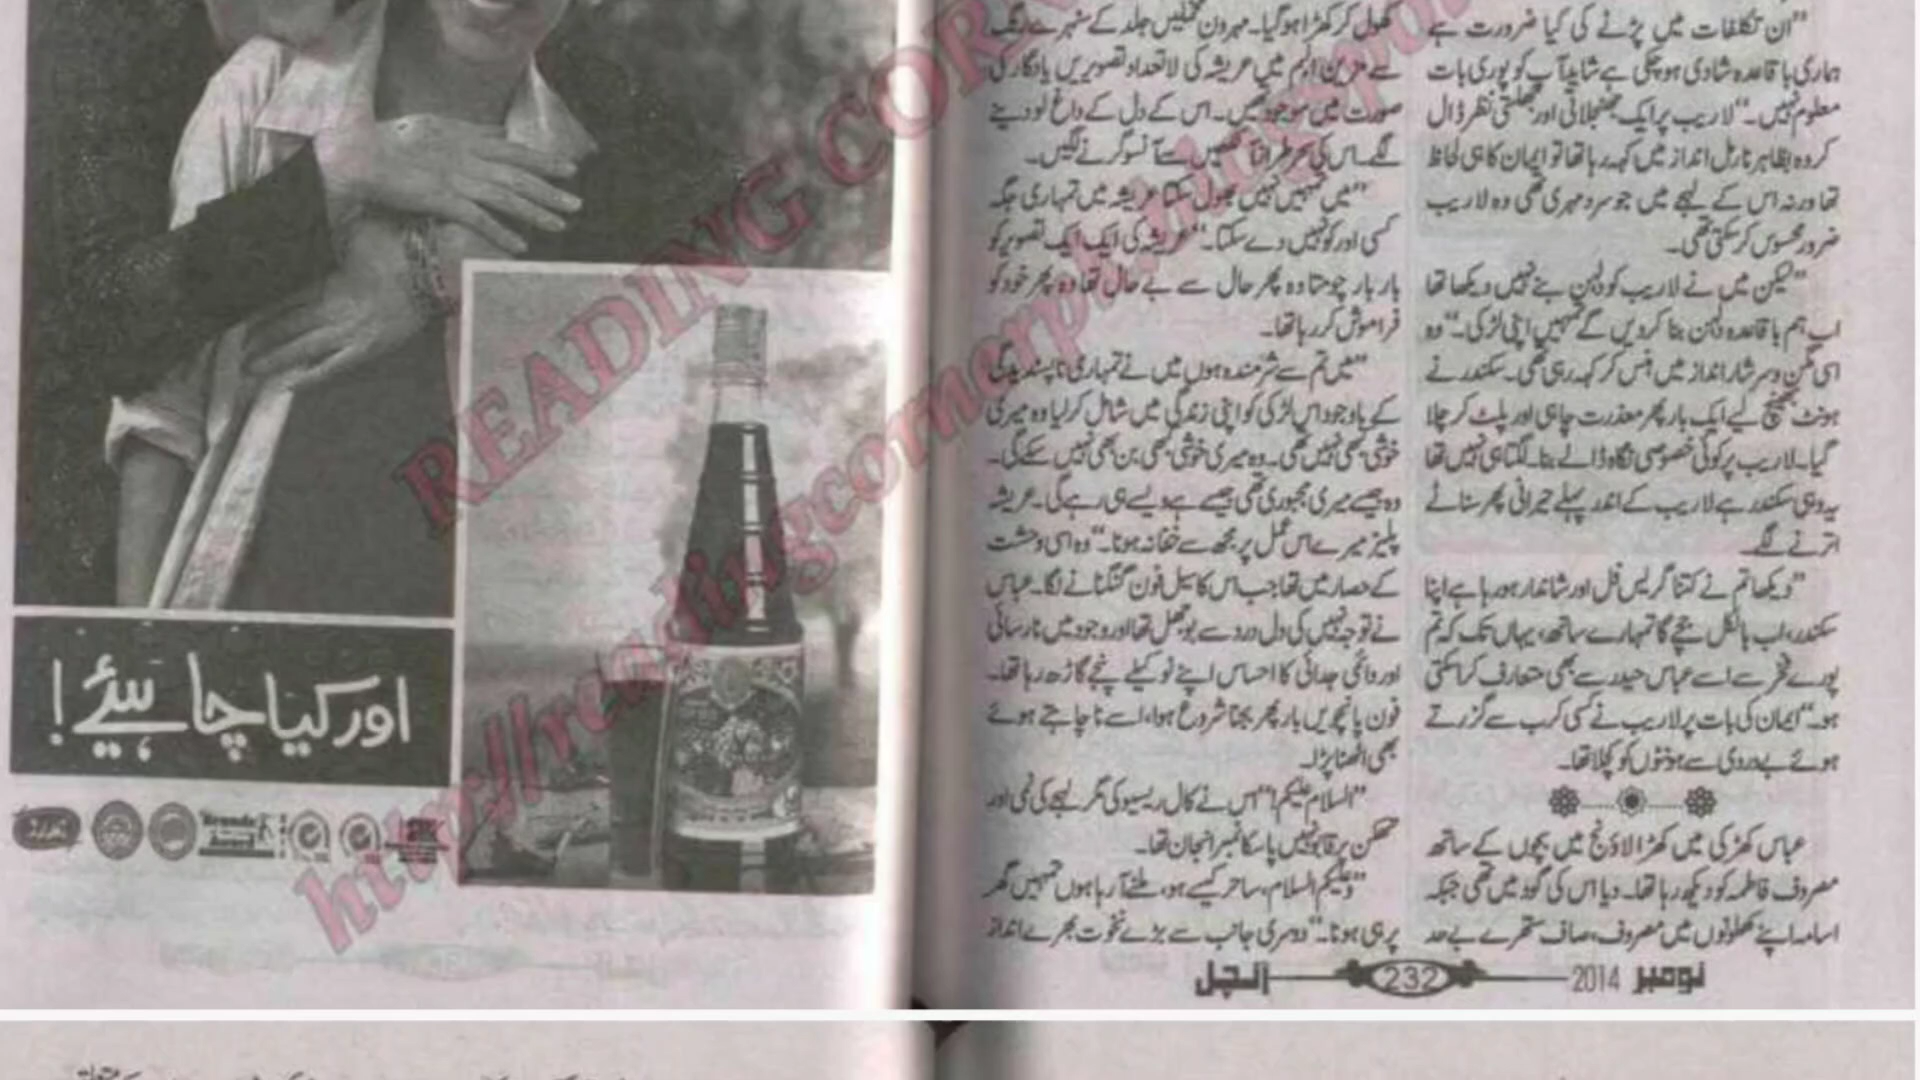 "ان تکلفات میں پڑنے کی کیا ضرورت ہے
ہماری باقاعدہ شادی ہوچکی ہے شاید آپ کو پوری بات
معلوم نہیں۔" لاریب پر ایک جھنجلائی اور جھلستی نظر ڈال
کر وہ بظاہر نارمل انداز میں کہہ رہا تھا تو ایمان کا ہی لحاظ
تھا ورنہ اس کے لہجے میں جو سرد مہری تھی وہ لاریب
ضرور محسوس کرسکتی تھی۔
"لیکن میں نے لاریب کو دلہن بنے نہیں دیکھا تھا
اب ہم باقاعدہ دلہن بنا کر دیں گے تمہیں اپنی لڑکی۔" وہ
اسی مگن و سرشار انداز میں ہنس کر کہہ رہی تھی۔ سکندر نے
ہونٹ بھینچ لیے ایک بار پھر معذرت چاہی اور پلٹ کر چلا
گیا۔ لاریب پر کوئی خصوصی نگاہ ڈالے بنا۔ لگتا ہی نہیں تھا
یہ وہی سکندر ہے لاریب کے اندر پہلے حیرانی پھر سناٹے
اترنے لگے۔
"دیکھا تم نے کتنا گریس فل اور شاندار ہورہا ہے اپنا
سکندر، اب بالکل جچے گا تمہارے ساتھ، یہاں تک کہ تم
پورے فخر سے اسے عباس حیدر سے بھی متعارف کراسکتی
ہو۔" ایمان کی بات پر لاریب نے کسی کرب سے گزرتے
ہوئے بے دردی سے ہونٹوں کو کچلا تھا۔
عباس کھڑکی میں کھڑا لاؤنج میں بچوں کے ساتھ
مصروف فاطمہ کو دیکھ رہا تھا۔ دیا اس کی گود میں تھی جبکہ
اسامہ اپنے کھلونوں میں مصروف، صاف ستھرے بے حد
کھول کر کھڑا ہوگیا۔ مہرون مخملیں جلد کے سنہرے رنگ
سے مزین البم میں عریشہ کی لاتعداد تصویریں یادگار کی
صورت میں موجود تھیں۔ اس کے دل کے داغ لو دینے
لگے۔ اس کی آنکھیں سے آنسو گرنے لگیں۔
"میں تمہیں نہیں بھول سکتا عریشہ میں تمہاری جگہ
کسی اور کو نہیں دے سکتا۔" عریشہ کی ایک ایک تصویر کو
بار بار چومتا وہ پھر حال سے بے حال تھا وہ پھر خود کو
فراموش کر رہا تھا۔
"میں تم سے شرمندہ ہوں میں نے تمہاری ناپسندیدگی
کے باوجود اس لڑکی کو اپنی زندگی میں شامل کرلیا وہ میری
خوشی کبھی نہیں تھی۔ وہ میری خوشی کبھی بن بھی نہیں سکے گی۔
وہ جیسے میری مجبوری تھی جیسے ہے ویسے ہی رہے گی۔ عریشہ
پلیز میرے اس عمل پر مجھ سے خفا نہ ہونا۔" وہ اسی وحشت
کے حصار میں تھا جب اس کا سیل فون گنگنانے لگا۔ عباس
نے توجہ نہیں کی دل درد سے بوجھل تھا اور وجود میں نارسائی
اور دائمی جدائی کا احساس اپنے نوکیلے پنجے گاڑھ رہا تھا۔
فون پانچویں بار پھر بجنا شروع ہوا، اسے نا چاہتے ہوئے
بھی اٹھنا پڑا۔
"السلام علیکم!" اس نے کال ریسیو کی مگر لہجے کی نمی اور
تھکن پر قابو نہیں پاسکا نمبر انجان تھا۔
"وعلیکم السلام، ساحر کیسے ہو، ملنے آرہا ہوں تمہیں گھر
پر ہی ہونا۔" دوسری جانب سے بڑے نخوت بھرے انداز
نومبر 2014 232 آنچل
اور کیا چاہیئے!
READING CORN
http://readingcornerpk